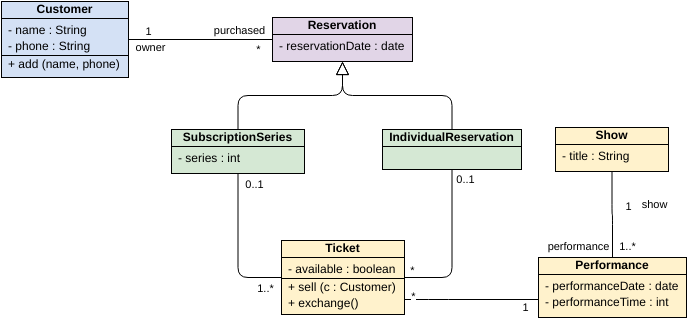 Customer
- name : String
- phone : String
+ add (name, phone)
1
owner
purchased
*
Reservation
- reservationDate : date
SubscriptionSeries
- series : int
0..1
IndividualReservation
0..1
Show
- title : String
1 show
performance 1..*
Ticket
- available : boolean
+ sell (c : Customer)
+ exchange()
1..*
*
*
1
Performance
- performanceDate : date
- performanceTime : int